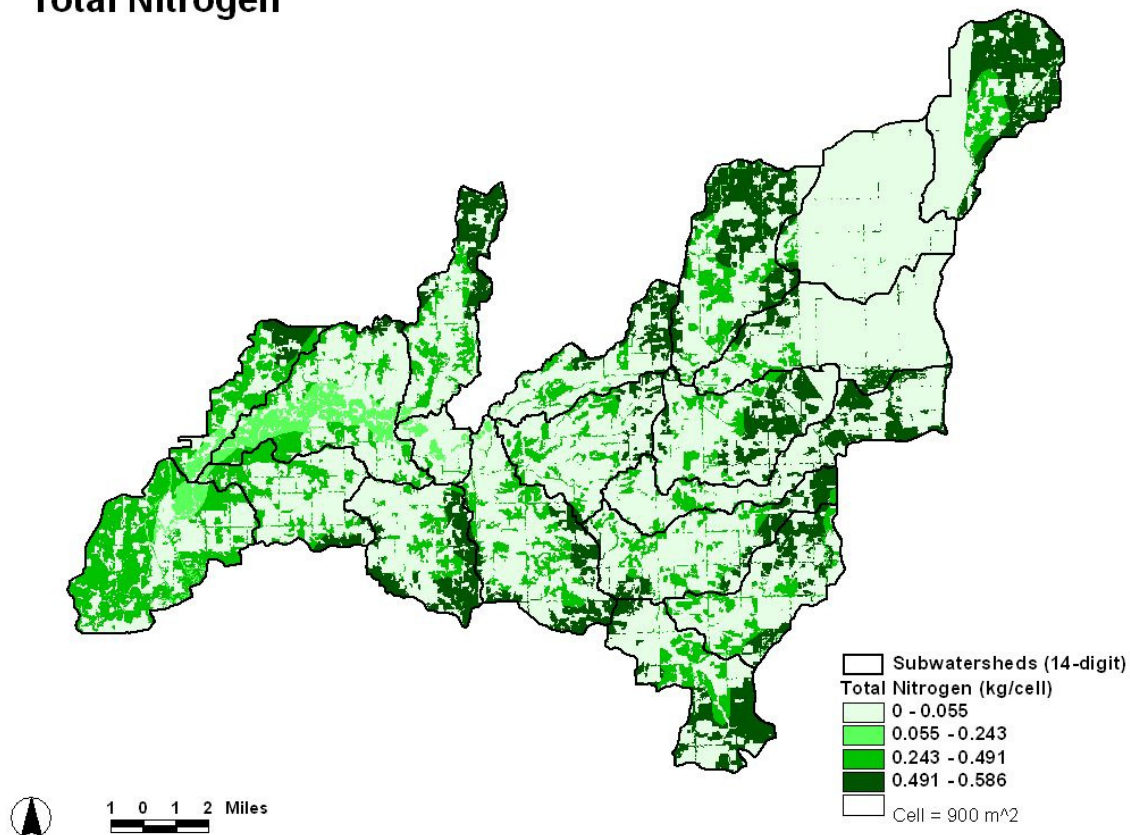 Total Nitrogen
Subwatersheds (14-digit)
Total Nitrogen (kg/cell)
0 - 0.055
0.055 - 0.243
0.243 - 0.491
0.491 - 0.586
Cell = 900 m^2
1 0 1 2 Miles